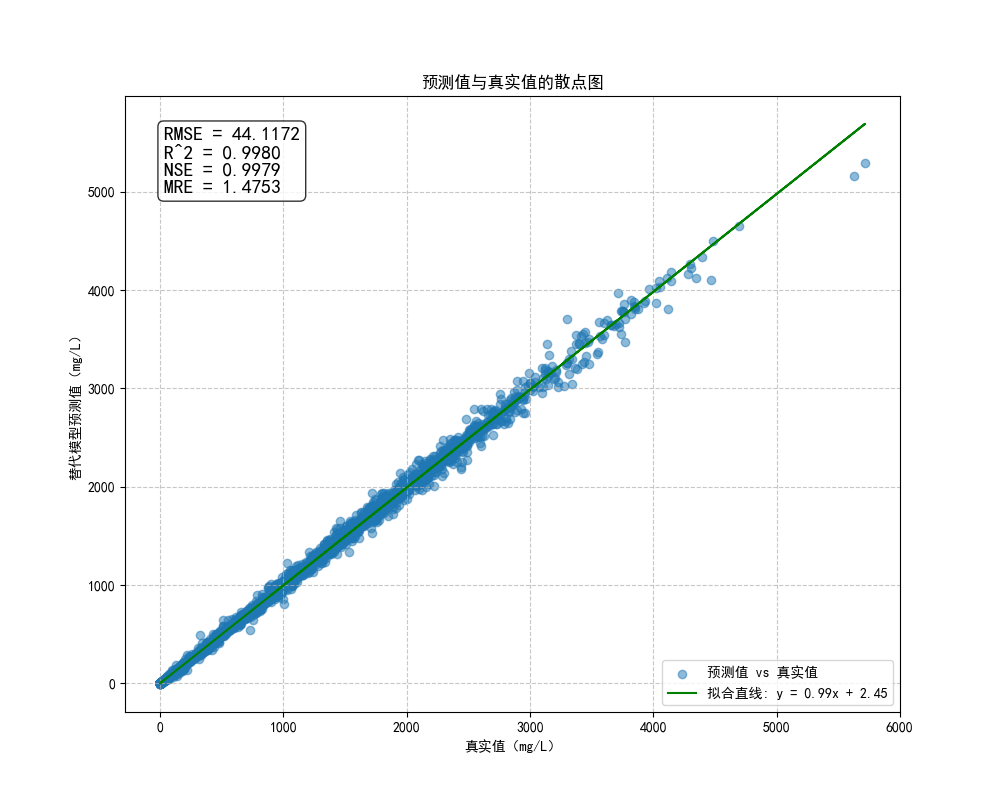 预测值与真实值的散点图
RMSE = 44.1172
R^2 = 0.9980
NSE = 0.9979
MRE = 1.4753
替代模型预测值（mg/L）
5000
4000
3000
2000
1000
0
0 1000 2000 3000 4000 5000 6000
真实值（mg/L）
预测值 vs 真实值
拟合直线: y = 0.99x + 2.45